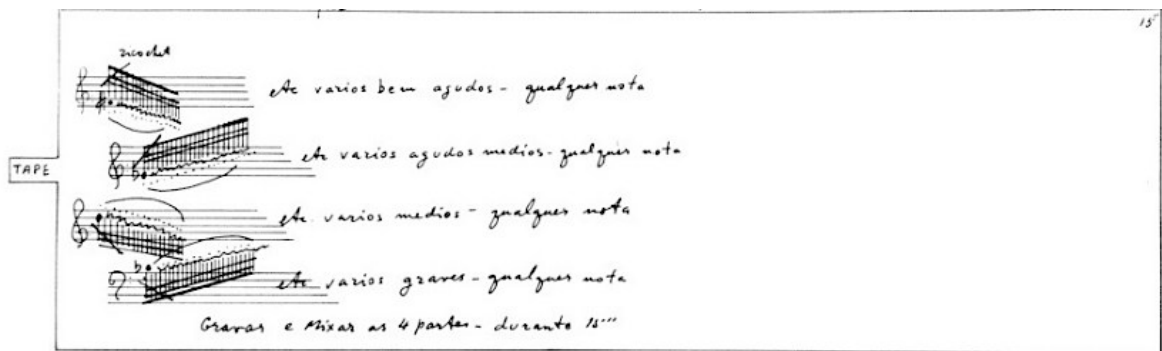 15"
ricochet
etc varios bem agudos - qualquer nota
etc varios agudos medios - qualquer nota
TAPE
etc varios medios - qualquer nota
etc varios graves - qualquer nota
Gravar e Mixar as 4 partes - durante 15"